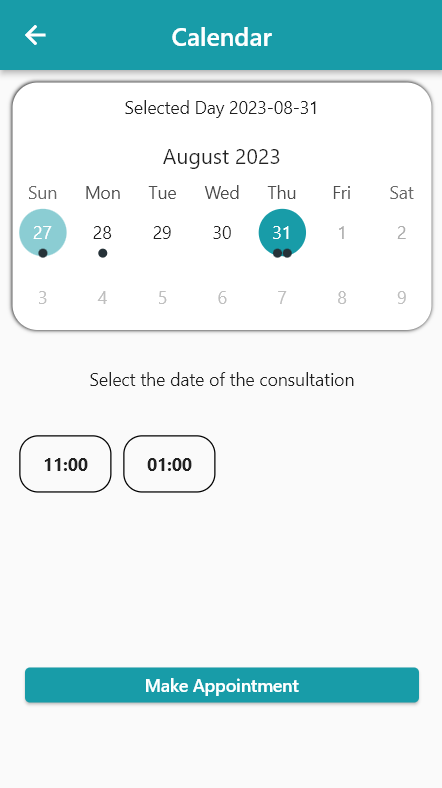 Calendar
Selected Day 2023-08-31
August 2023
Sun Mon Tue Wed Thu Fri Sat
27 28 29 30 31 1 2
3 4 5 6 7 8 9
Select the date of the consultation
11:00 01:00
Make Appointment